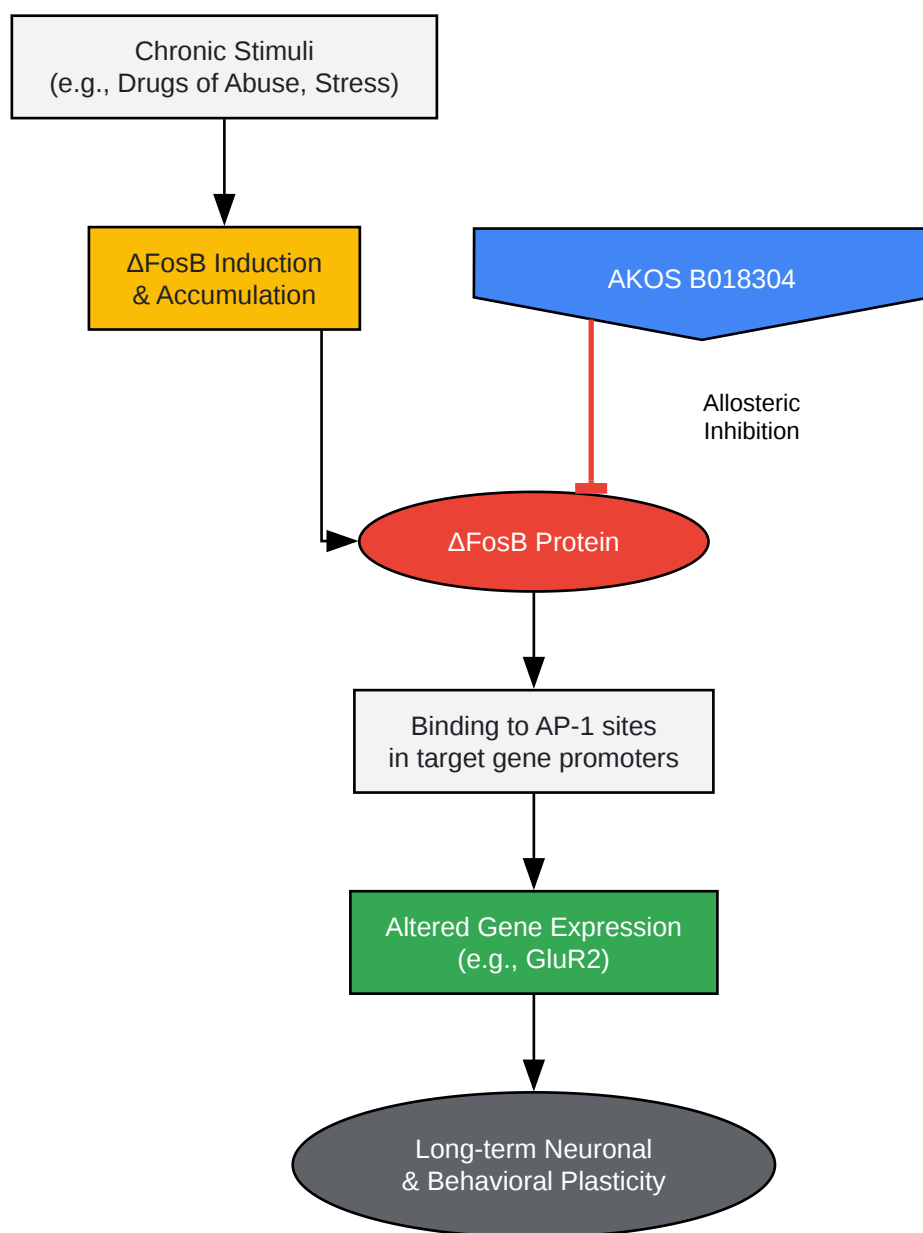 Chronic Stimuli
(e.g., Drugs of Abuse, Stress)
ΔFosB Induction
& Accumulation
AKOS B018304
Allosteric
Inhibition
ΔFosB Protein
Binding to AP-1 sites
in target gene promoters
Altered Gene Expression
(e.g., GluR2)
Long-term Neuronal
& Behavioral Plasticity